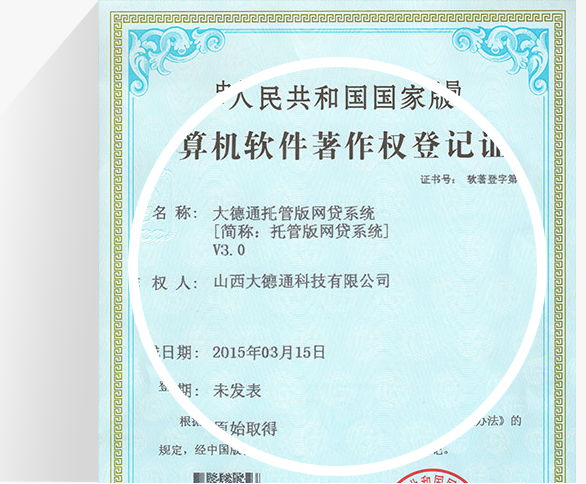 人民共和国国家版
算机软件著作权登记证
证书号： 软著登字第
名 称： 大德通托管版网贷系统
[简称：托管版网贷系统]
V3.0
权 人： 山西大德通科技有限公司
日期： 2015年03月15日
登 期： 未发表
根据 原始取得 办法》的
规定，经中国版